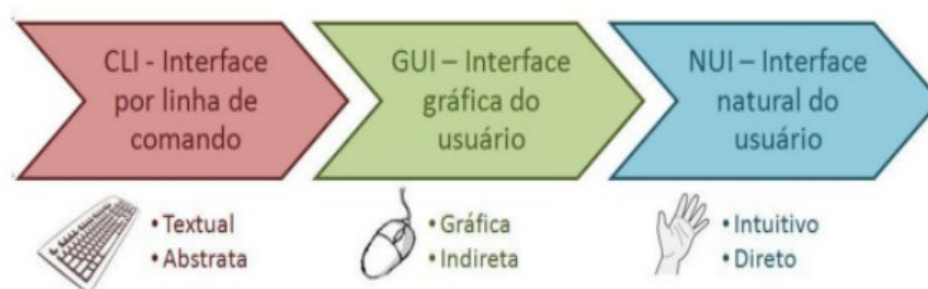 CLI - Interface
por linha de
comando
GUI – Interface
gráfica do
usuário
NUI – Interface
natural do
usuário
• Textual
• Abstrata
• Gráfica
• Indireta
• Intuitivo
• Direto